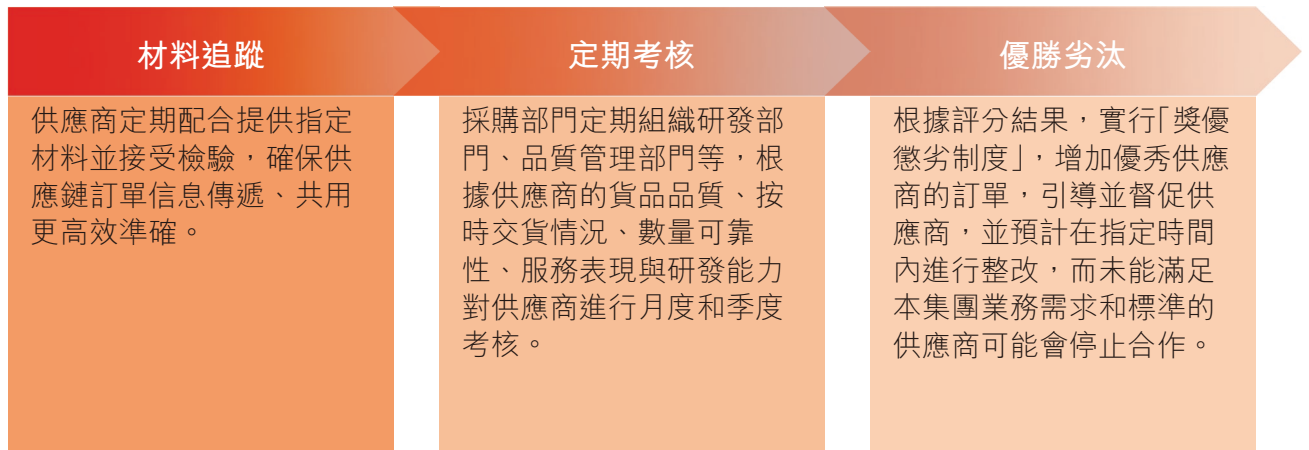 材料追蹤
供應商定期配合提供指定
材料並接受檢驗，確保供
應鏈訂單信息傳遞、共用
更高效準確。
定期考核
採購部門定期組織研發部
門、品質管理部門等，根
據供應商的貨品品質、按
時交貨情況、數量可靠
性、服務表現與研發能力
對供應商進行月度和季度
考核。
優勝劣汰
根據評分結果，實行「獎優
懲劣制度」，增加優秀供應
商的訂單，引導並督促供
應商，並預計在指定時間
內進行整改，而未能滿足
本集團業務需求和標準的
供應商可能會停止合作。